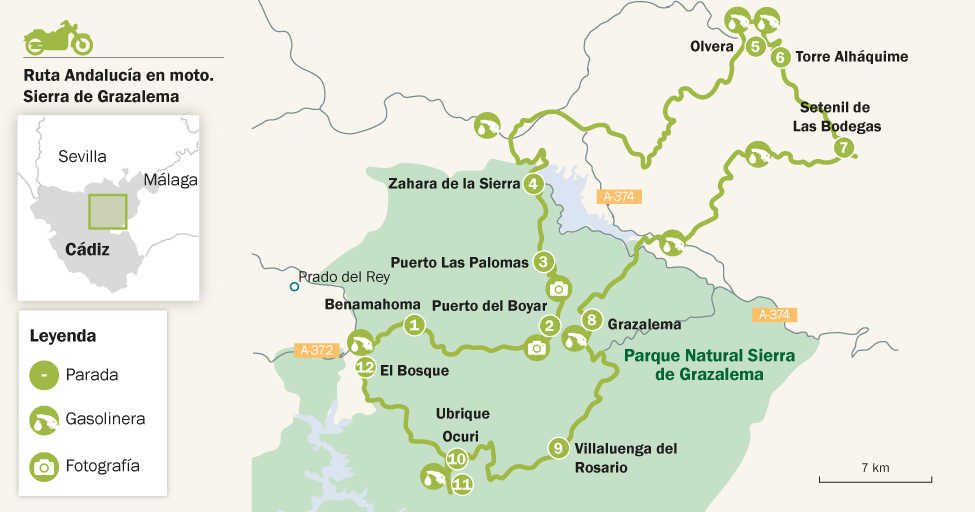 Ruta Andalucía en moto.
Sierra de Grazalema
Sevilla
Málaga
Cádiz
Leyenda
- Parada
Gasolinera
Fotografía
Olvera
5
6 Torre Alháquime
Setenil de
Las Bodegas
7
Zahara de la Sierra 4
A-374
Puerto Las Palomas 3
Prado del Rey
Benamahoma
1
Puerto del Boyar
2
8 Grazalema
A-374
A-372
12 El Bosque
Parque Natural Sierra
de Grazalema
Ubrique
Ocuri
10
11
9 Villaluenga del
Rosario
7 km